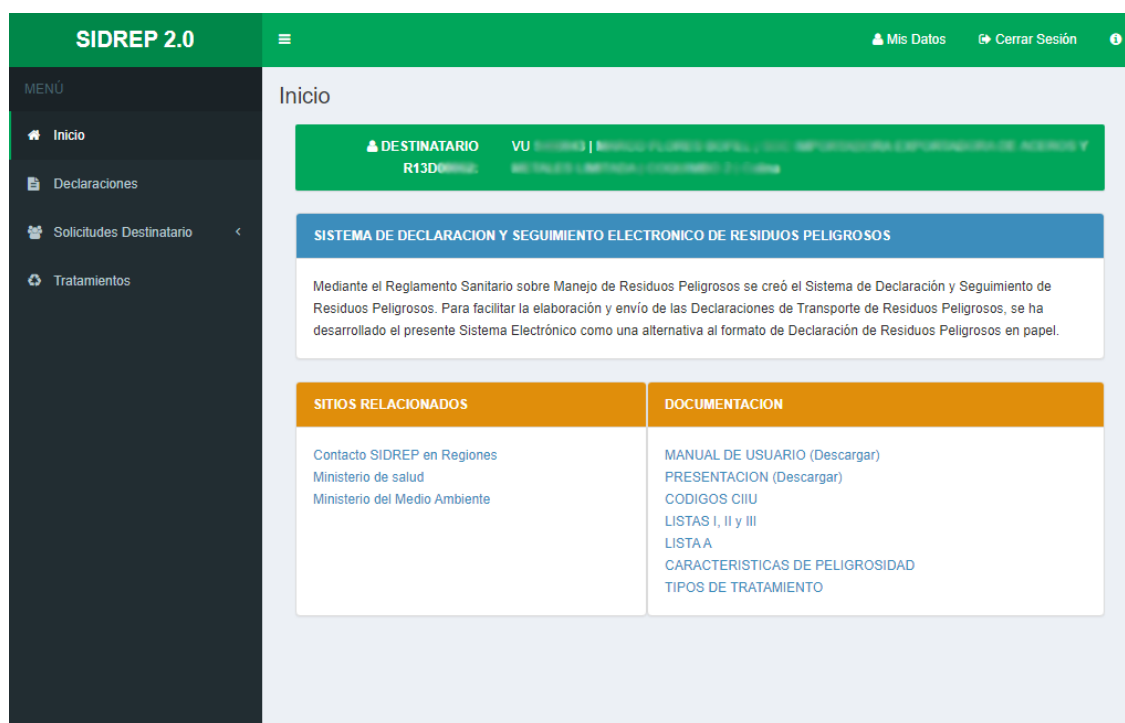 SIDREP 2.0
Mis Datos
Cerrar Sesión
MENÚ
Inicio
Declaraciones
Solicitudes Destinatario
Tratamientos
Inicio
DESTINATARIO VU
R13D
SISTEMA DE DECLARACION Y SEGUIMIENTO ELECTRONICO DE RESIDUOS PELIGROSOS
Mediante el Reglamento Sanitario sobre Manejo de Residuos Peligrosos se creó el Sistema de Declaración y Seguimiento de
Residuos Peligrosos. Para facilitar la elaboración y envío de las Declaraciones de Transporte de Residuos Peligrosos, se ha
desarrollado el presente Sistema Electrónico como una alternativa al formato de Declaración de Residuos Peligrosos en papel.
SITIOS RELACIONADOS
Contacto SIDREP en Regiones
Ministerio de salud
Ministerio del Medio Ambiente
DOCUMENTACION
MANUAL DE USUARIO (Descargar)
PRESENTACION (Descargar)
CODIGOS CIIU
LISTAS I, II y III
LISTA A
CARACTERISTICAS DE PELIGROSIDAD
TIPOS DE TRATAMIENTO